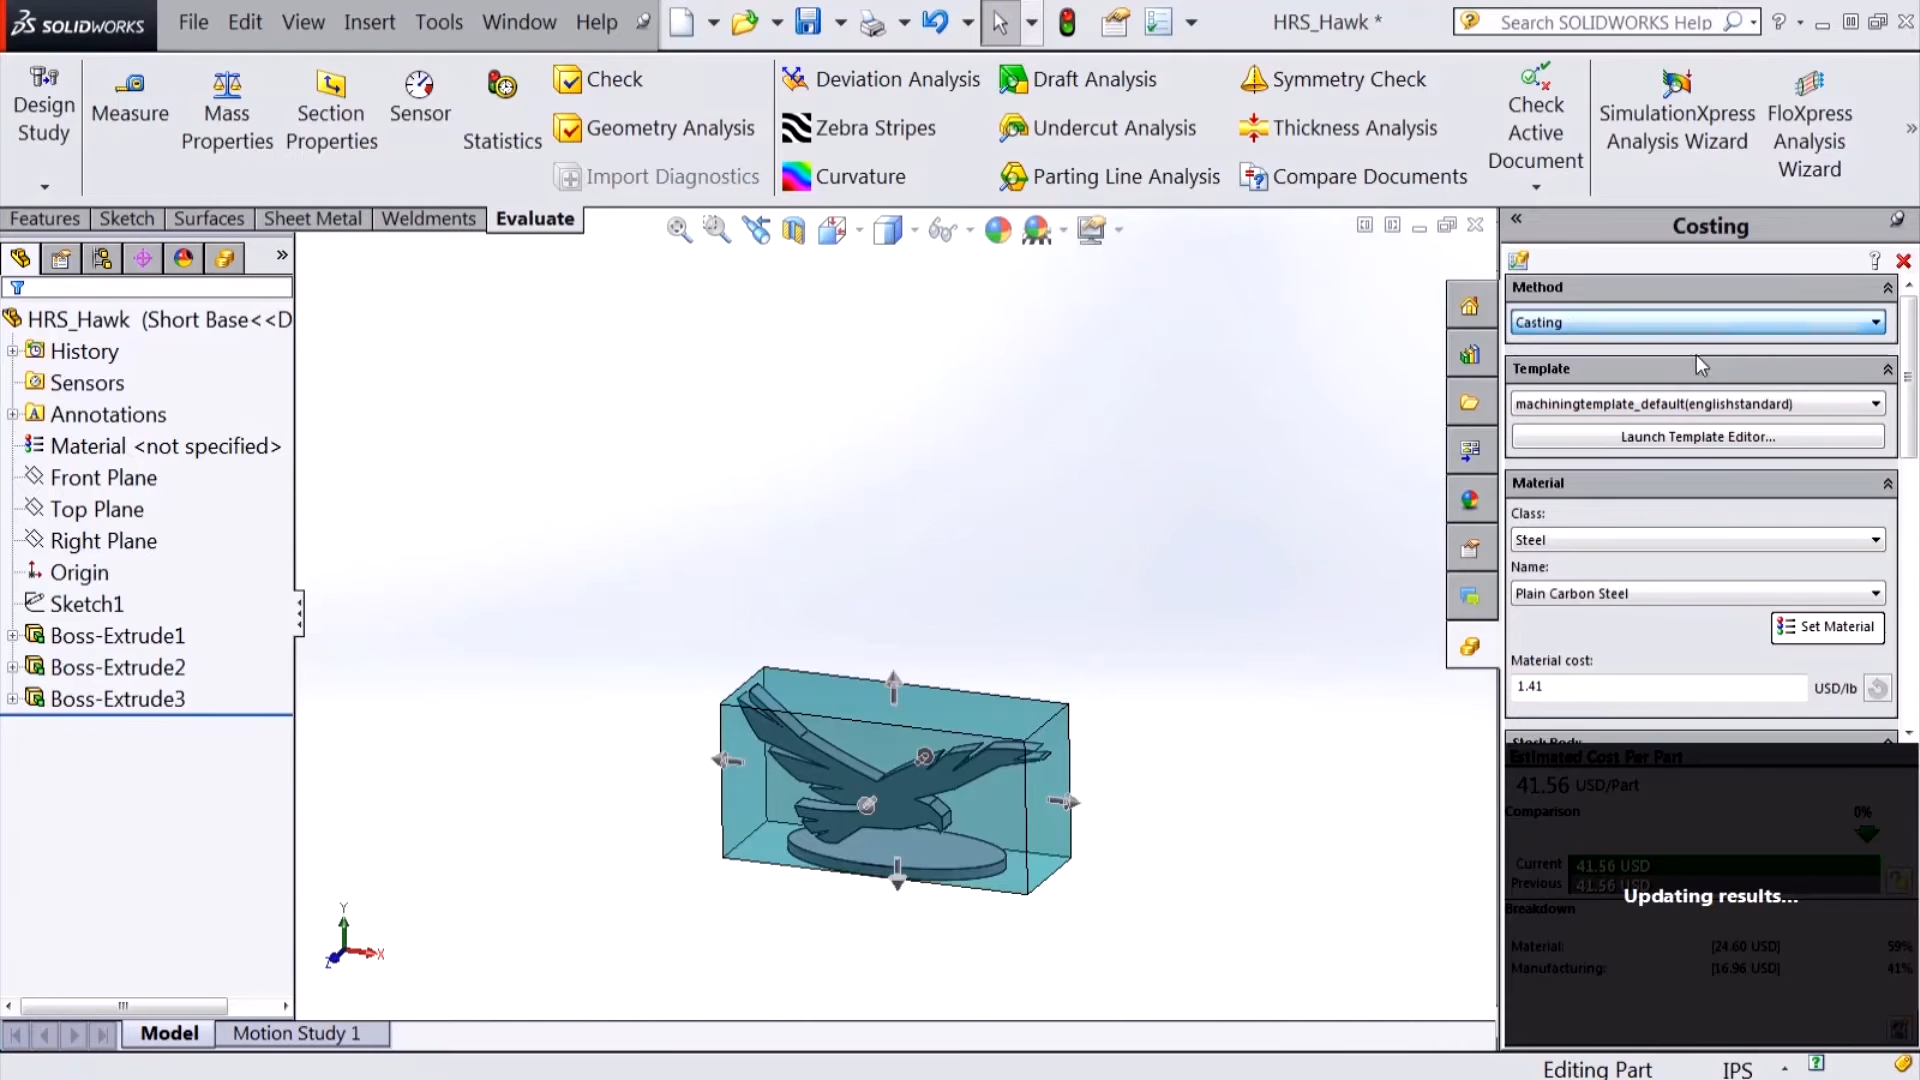 SOLIDWORKS
File Edit View Insert Tools Window Help
HRS_Hawk *
Search SOLIDWORKS Help
Design Study
Measure
Mass Properties
Section Properties
Sensor
Statistics
Check
Geometry Analysis
Import Diagnostics
Deviation Analysis
Zebra Stripes
Curvature
Draft Analysis
Undercut Analysis
Parting Line Analysis
Symmetry Check
Thickness Analysis
Compare Documents
Check Active Document
SimulationXpress Analysis Wizard
FloXpress Analysis Wizard
Features Sketch Surfaces Sheet Metal Weldments Evaluate
HRS_Hawk (Short Base<<D
History
Sensors
Annotations
Material <not specified>
Front Plane
Top Plane
Right Plane
Origin
Sketch1
Boss-Extrude1
Boss-Extrude2
Boss-Extrude3
Y
X
Z
Costing
Method
Casting
Template
machiningtemplate_default(englishstandard)
Launch Template Editor...
Material
Class:
Steel
Name:
Plain Carbon Steel
Set Material
Material cost:
1.41 USD/lb
Stock Body
Estimated Cost Per Part
41.56 USD/Part
Comparison 0%
Current 41.56 USD
Previous 41.56 USD
Updating results...
Breakdown
Material: [24.60 USD] 59%
Manufacturing: [16.96 USD] 41%
Model Motion Study 1
Editing Part IPS